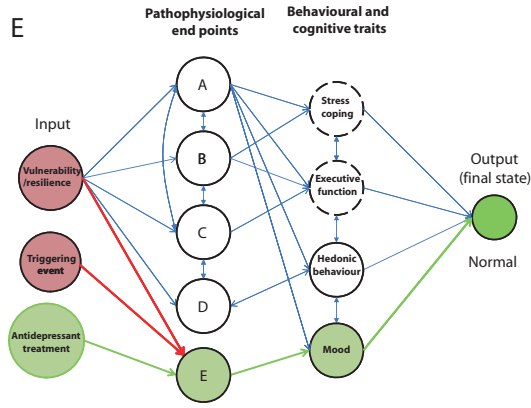 E
Pathophysiological
end points
Behavioural and
cognitive traits
Input
Output
(final state)
Vulnerability
/resilience
Triggering
event
Antidepressant
treatment
A
B
C
D
E
Stress
coping
Executive
function
Hedonic
behaviour
Mood
Normal